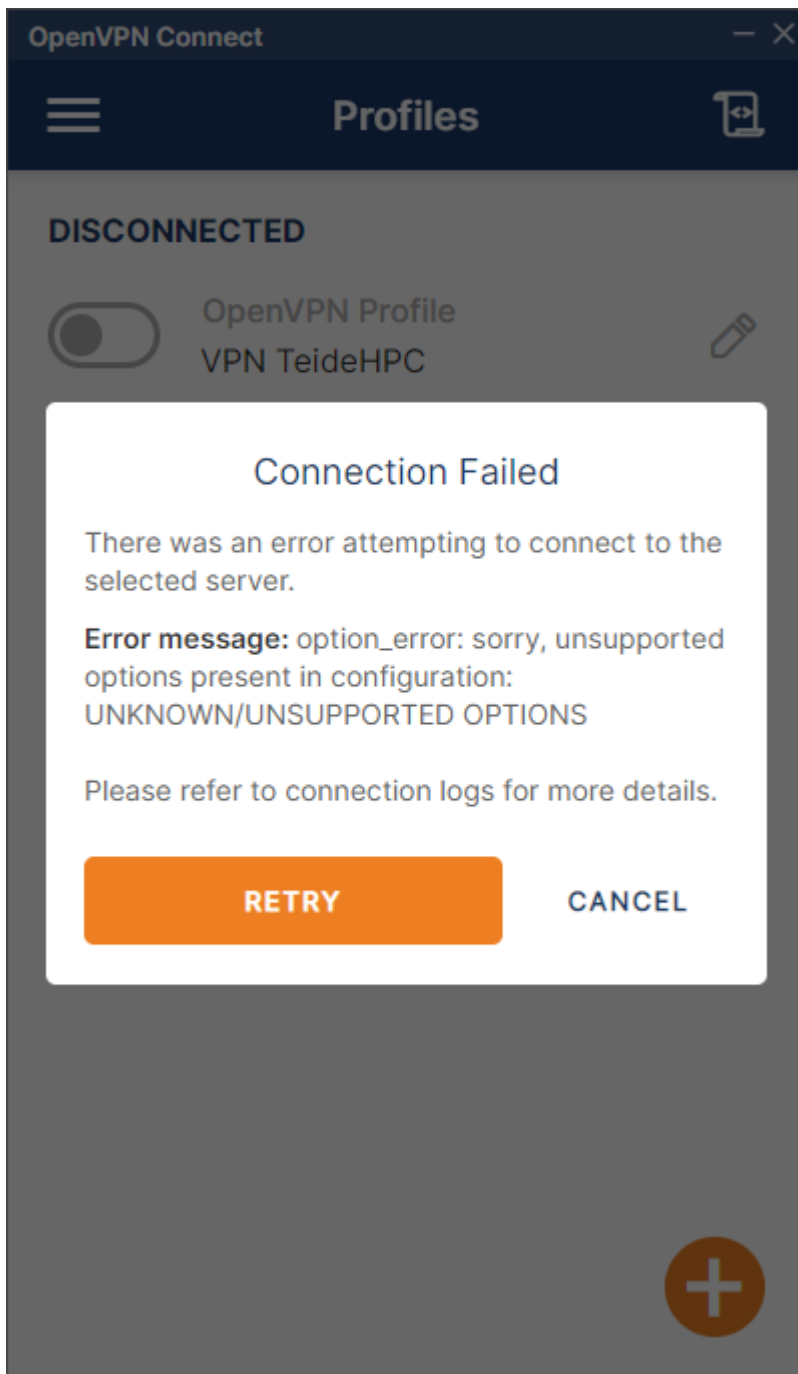 OpenVPN Connect
Profiles
DISCONNECTED
OpenVPN Profile
VPN TeideHPC
Connection Failed
There was an error attempting to connect to the
selected server.
Error message: option_error: sorry, unsupported
options present in configuration:
UNKNOWN/UNSUPPORTED OPTIONS
Please refer to connection logs for more details.
RETRY
CANCEL